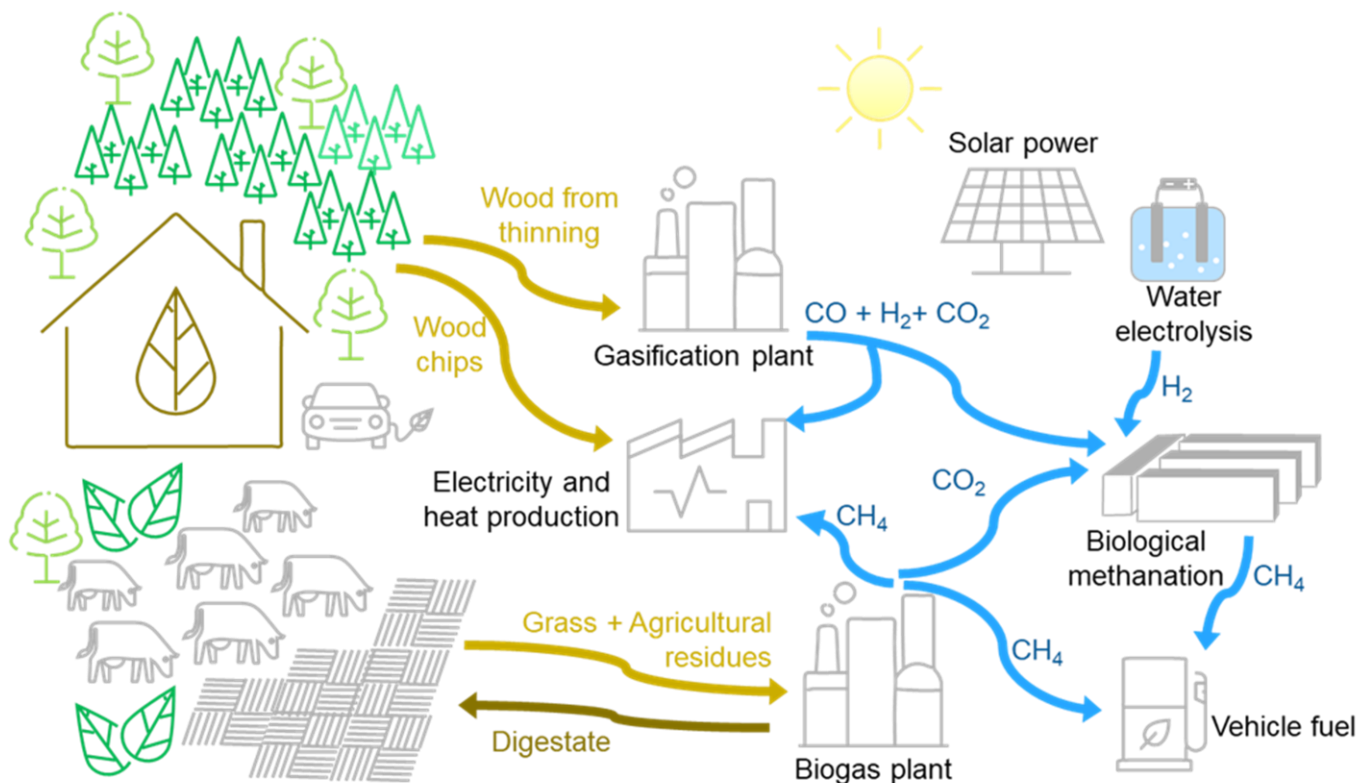 Solar power
Wood from
thinning
Water
electrolysis
CO + H₂+ CO₂
Wood
chips
Gasification plant
H₂
Electricity and
heat production
CO₂
CH₄
Biological
methanation
CH₄
Grass + Agricultural
residues
CH₄
Digestate
Vehicle fuel
Biogas plant